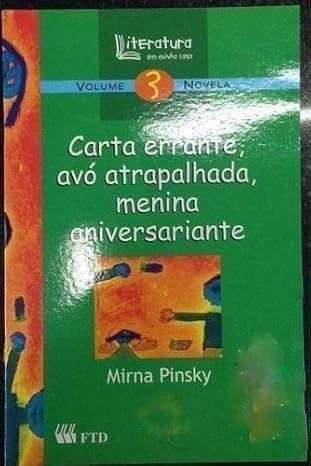 Literatura
em minha casa
VOLUME 3 NOVELA
Carta errante,
avó atrapalhada,
menina
aniversariante
Mirna Pinsky
FTD